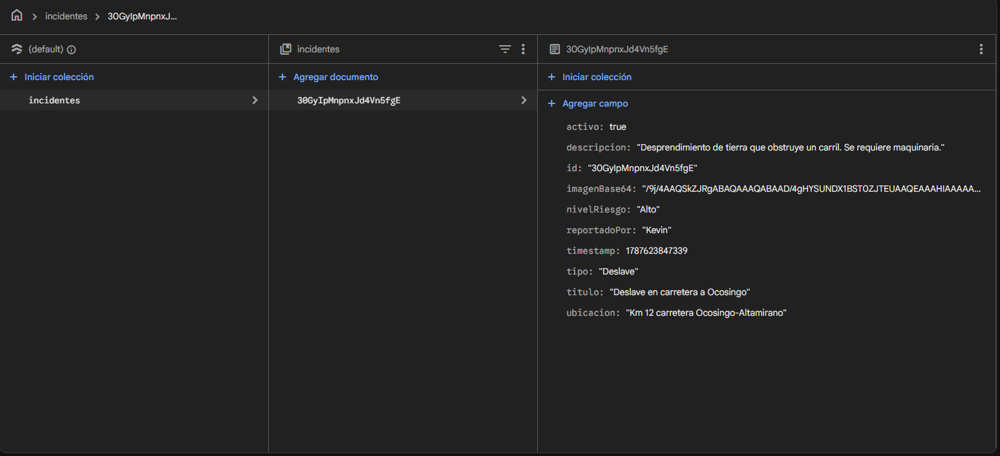 incidentes
30GyIpMnpnxJ...
(default)
incidentes
30GyIpMnpnxJd4Vn5fgE
Iniciar colección
Agregar documento
Iniciar colección
incidentes
30GyIpMnpnxJd4Vn5fgE
Agregar campo
activo: true
descripcion: "Desprendimiento de tierra que obstruye un carril. Se requiere maquinaria."
id: "30GyIpMnpnxJd4Vn5fgE"
imagenBase64: "/9j/4AAQSkZJRgABAQAAAQABAAD/4gHYSUNDX1BST0ZJTEUAAQEAAAHIAAAAA...
nivelRiesgo: "Alto"
reportadoPor: "Kevin"
timestamp: 1787623847339
tipo: "Deslave"
titulo: "Deslave en carretera a Ocosingo"
ubicacion: "Km 12 carretera Ocosingo-Altamirano"